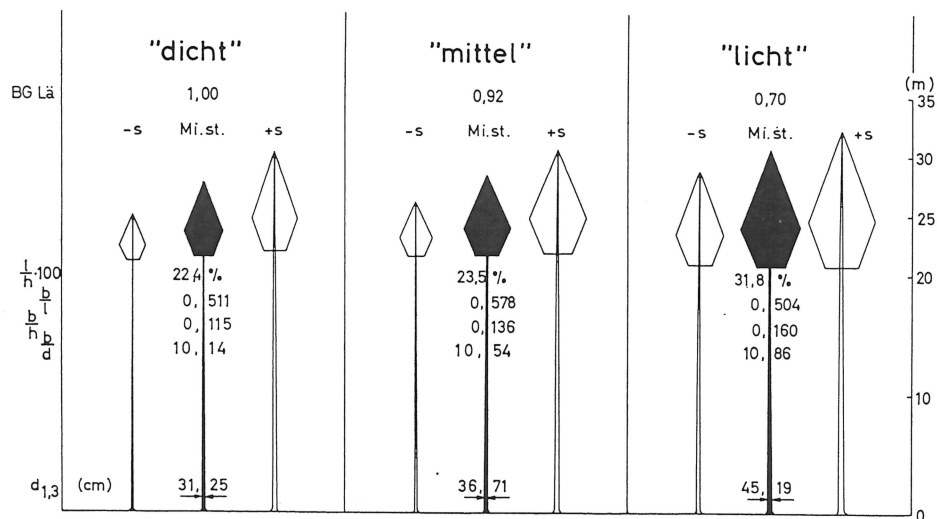 "dicht" "mittel" "licht"
(m)
BG Lä 1,00 0,92 0,70 35
-s Mi.st. +s -s Mi.st. +s -s Mi.st. +s
30
25
l/h·100 22,4 % 23,5 % 31,8 % 20
b/l 0,511 0,578 0,504
b/h 0,115 0,136 0,160
b/d 10,14 10,54 10,86
10
d1,3 (cm) 31,25 36,71 45,19
0